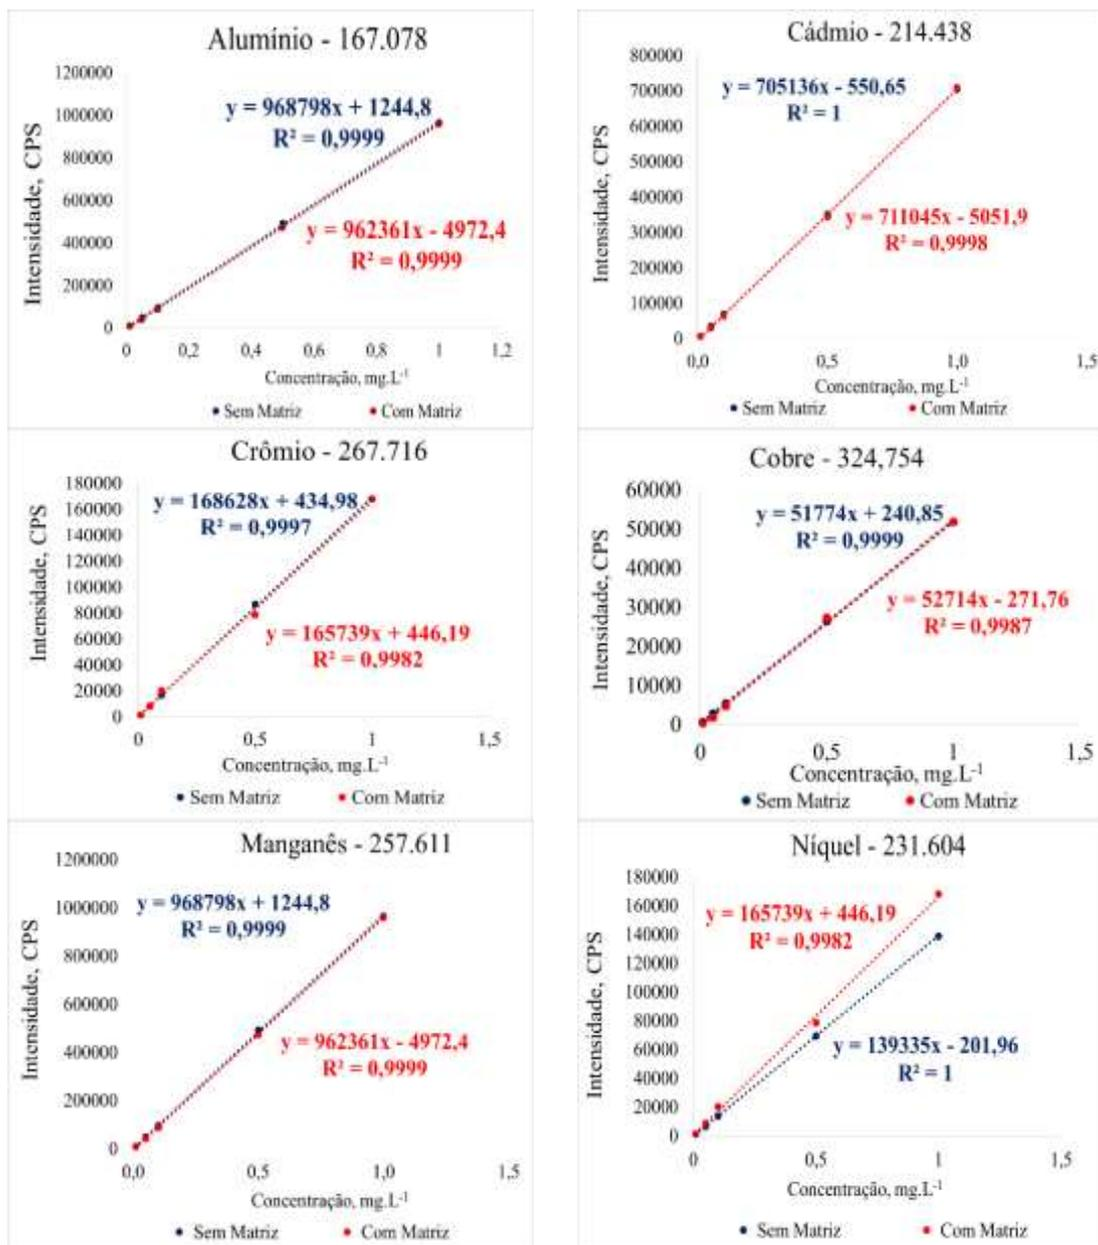 Alumínio - 167.078
Intensidade, CPS
1200000
1000000
800000
600000
400000
200000
0
y = 968798x + 1244,8
R² = 0,9999
y = 962361x - 4972,4
R² = 0,9999
0 0,2 0,4 0,6 0,8 1 1,2
Concentração, mg.L⁻¹
Sem Matriz Com Matriz
Cádmio - 214.438
Intensidade, CPS
800000
700000
600000
500000
400000
300000
200000
100000
0
y = 705136x - 550,65
R² = 1
y = 711045x - 5051,9
R² = 0,9998
0,0 0,5 1,0 1,5
Concentração, mg.L⁻¹
Sem Matriz Com Matriz
Crômio - 267.716
Intensidade, CPS
180000
160000
140000
120000
100000
80000
60000
40000
20000
0
y = 168628x + 434,98
R² = 0,9997
y = 165739x + 446,19
R² = 0,9982
0 0,5 1 1,5
Concentração, mg.L⁻¹
Sem Matriz Com Matriz
Cobre - 324,754
Intensidade, CPS
60000
50000
40000
30000
20000
10000
0
y = 51774x + 240,85
R² = 0,9999
y = 52714x - 271,76
R² = 0,9987
0 0,5 1 1,5
Concentração, mg.L⁻¹
Sem Matriz Com Matriz
Manganês - 257.611
Intensidade, CPS
1200000
1000000
800000
600000
400000
200000
0
y = 968798x + 1244,8
R² = 0,9999
y = 962361x - 4972,4
R² = 0,9999
0,0 0,5 1,0 1,5
Concentração, mg.L⁻¹
Sem Matriz Com Matriz
Níquel - 231.604
Intensidade, CPS
180000
160000
140000
120000
100000
80000
60000
40000
20000
0
y = 165739x + 446,19
R² = 0,9982
y = 139335x - 201,96
R² = 1
0 0,5 1 1,5
Concentração, mg.L⁻¹
Sem Matriz Com Matriz